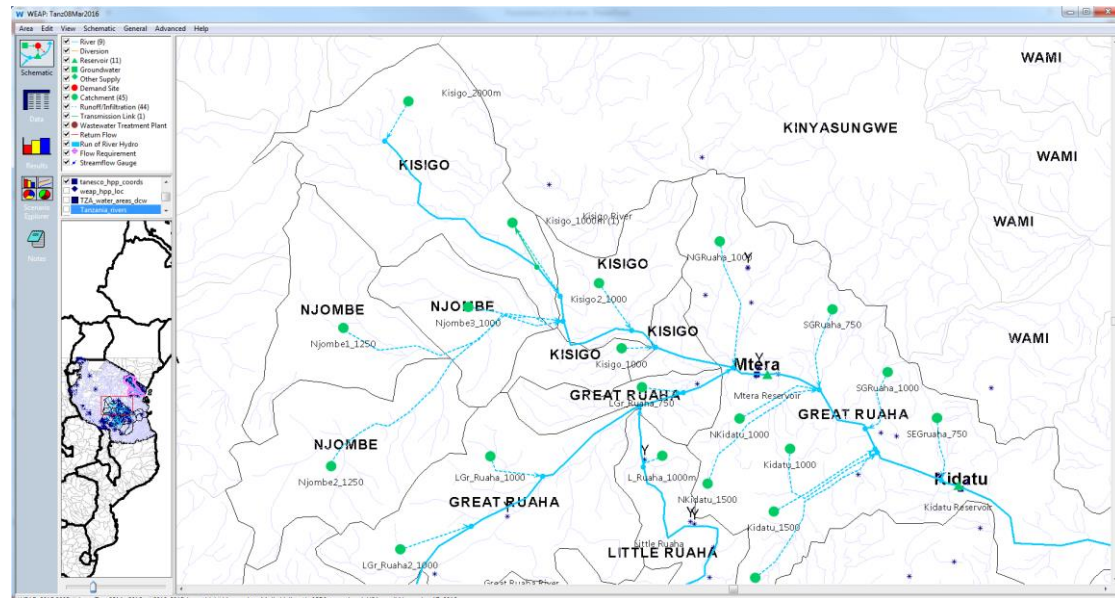 WEAP: Tanz08Mar2016
Area Edit View Schematic General Advanced Help
Schematic
Data
Results
Scenario Explorer
Notes
River (9)
Diversion
Reservoir (11)
Groundwater
Other Supply
Demand Site
Catchment (45)
Runoff/Infiltration (44)
Transmission Link (1)
Wastewater Treatment Plant
Return Flow
Run of River Hydro
Flow Requirement
Streamflow Gauge
tanesco_hpp_coords
weap_hpp_loc
TZA_water_areas_dcw
Tanzania_rivers
WAMI
Kisigo_2000m
KINYASUNGWE
WAMI
KISIGO
Kisigo_1000m (1)
Kisigo River
WAMI
NGRuaha_1000
Y
KISIGO
Kisigo2_1000
NJOMBE
NJOMBE
Njombe3_1000
SGRuaha_750
WAMI
Njombe1_1250
KISIGO
KISIGO
Kisigo_1000
Y
Mtera
Mtera Reservoir
SGRuaha_1000
GREAT RUAHA
LGr_Ruaha_750
GREAT RUAHA
NKidatu_1000
SEGruaha_750
NJOMBE
Njombe2_1250
LGr_Ruaha_1000
Y
L_Ruaha_1000m
Kidatu_1000
Kidatu
Kidatu Reservoir
GREAT RUAHA
Y
NKidatu_1500
YY
Kidatu_1500
Little Ruaha
LITTLE RUAHA
LGr_Ruaha2_1000
Great Ruaha River